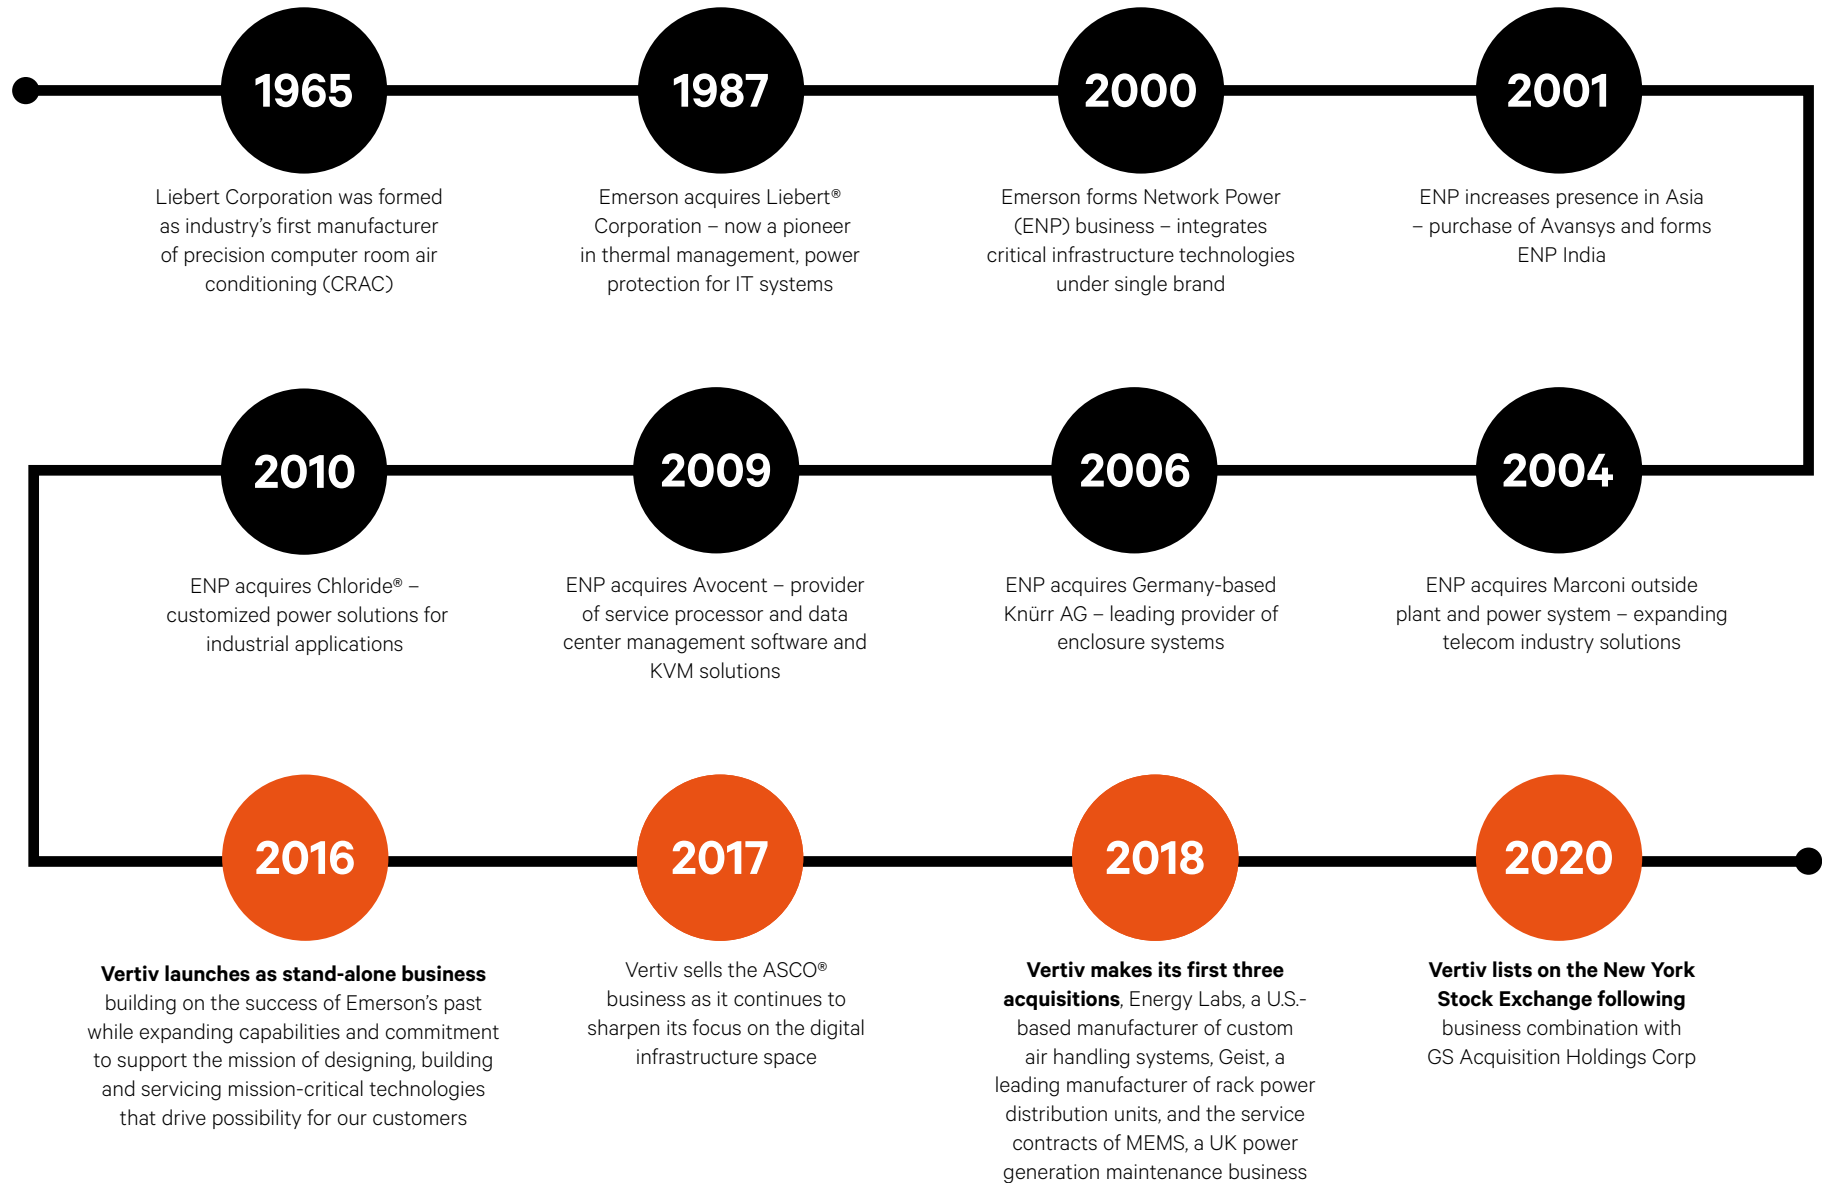 1965
Liebert Corporation was formed
as industry’s first manufacturer
of precision computer room air
conditioning (CRAC)
1987
Emerson acquires Liebert®
Corporation – now a pioneer
in thermal management, power
protection for IT systems
2000
Emerson forms Network Power
(ENP) business – integrates
critical infrastructure technologies
under single brand
2001
ENP increases presence in Asia
– purchase of Avansys and forms
ENP India
2004
ENP acquires Marconi outside
plant and power system – expanding
telecom industry solutions
2006
ENP acquires Germany-based
Knürr AG – leading provider of
enclosure systems
2009
ENP acquires Avocent – provider
of service processor and data
center management software and
KVM solutions
2010
ENP acquires Chloride® –
customized power solutions for
industrial applications
2016
Vertiv launches as stand-alone business
building on the success of Emerson’s past
while expanding capabilities and commitment
to support the mission of designing, building
and servicing mission-critical technologies
that drive possibility for our customers
2017
Vertiv sells the ASCO®
business as it continues to
sharpen its focus on the digital
infrastructure space
2018
Vertiv makes its first three
acquisitions, Energy Labs, a U.S.-
based manufacturer of custom
air handling systems, Geist, a
leading manufacturer of rack power
distribution units, and the service
contracts of MEMS, a UK power
generation maintenance business
2020
Vertiv lists on the New York
Stock Exchange following
business combination with
GS Acquisition Holdings Corp